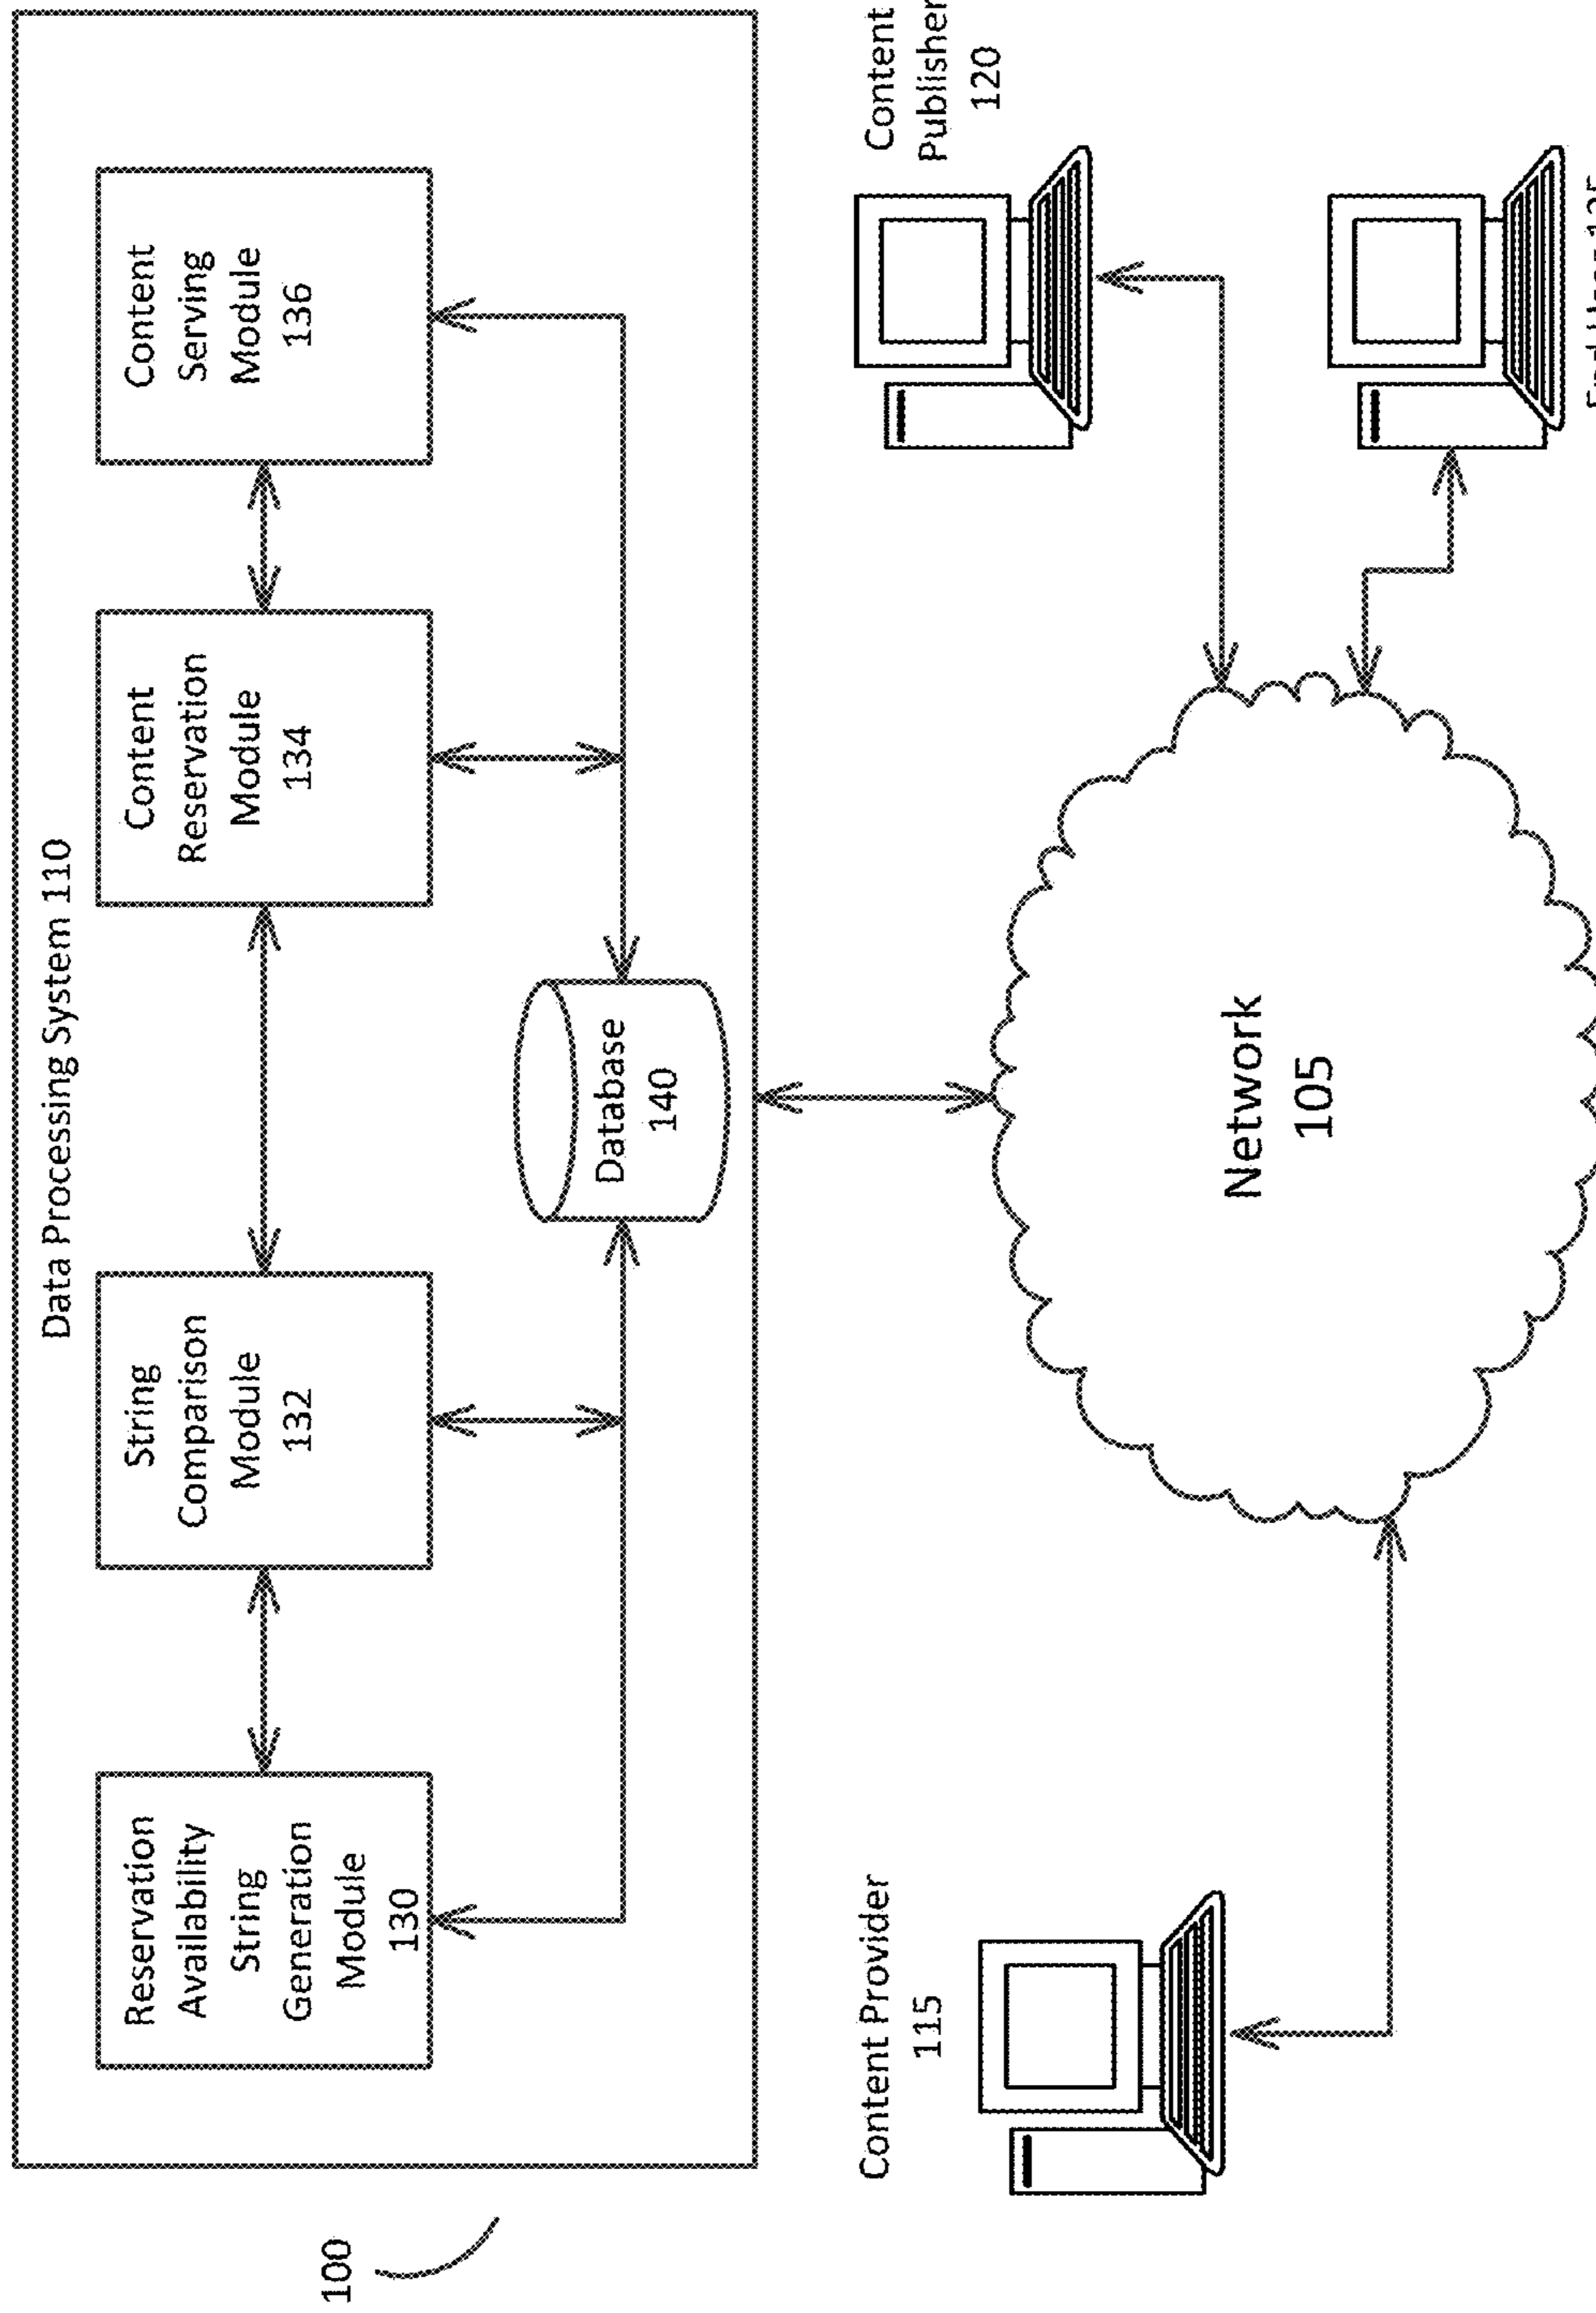 100
Data Processing System 110
Reservation
Availability
String
Generation
Module
130
String
Comparison
Module
132
Content
Reservation
Module
134
Content
Serving
Module
136
Database
140
Content Provider
115
Network
105
Content
Publisher
120